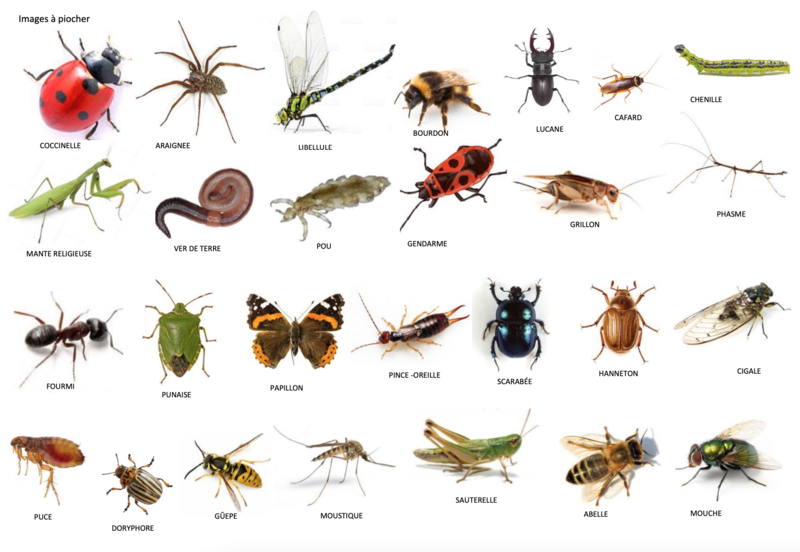 Images à piocher
COCCINELLE
ARAIGNEE
LIBELLULE
BOURDON
LUCANE
CAFARD
CHENILLE
MANTE RELIGIEUSE
VER DE TERRE
POU
GENDARME
GRILLON
PHASME
FOURMI
PUNAISE
PAPILLON
PINCE -OREILLE
SCARABÉE
HANNETON
CIGALE
PUCE
DORYPHORE
GÛEPE
MOUSTIQUE
SAUTERELLE
ABELLE
MOUCHE